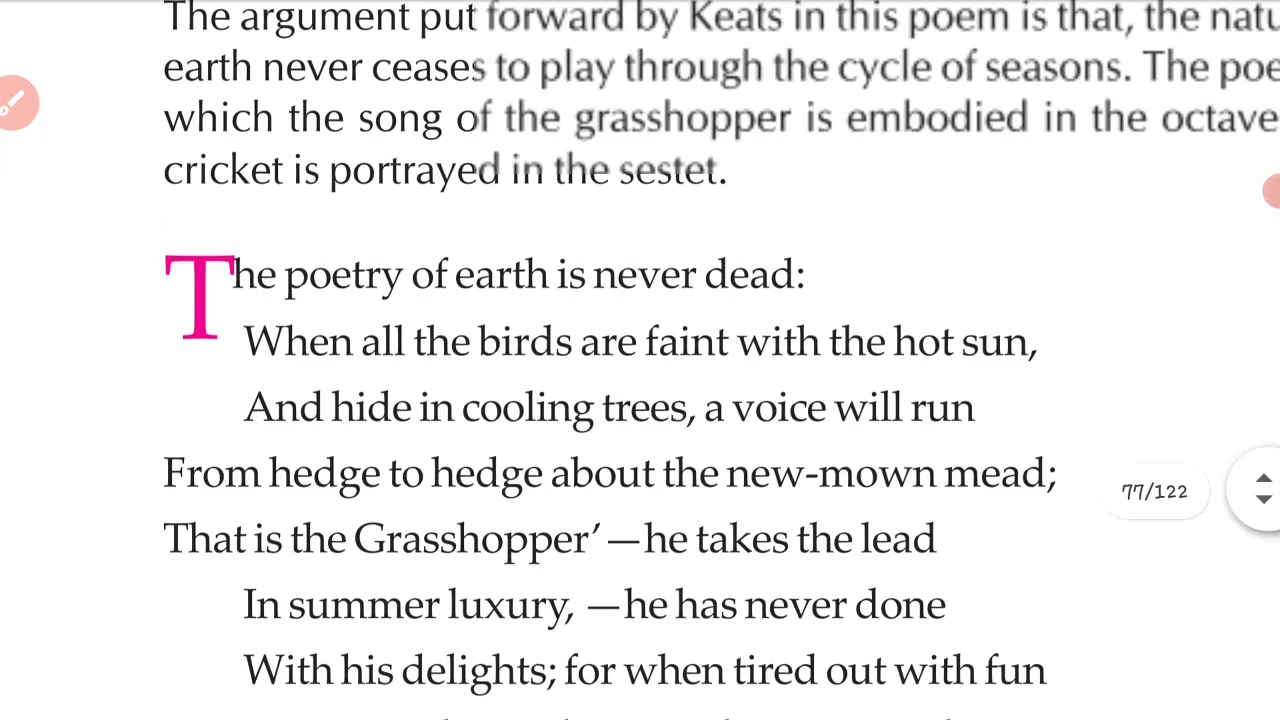 The argument put forward by Keats in this poem is that, the natu
earth never ceases to play through the cycle of seasons. The poe
which the song of the grasshopper is embodied in the octave
cricket is portrayed in the sestet.
The poetry of earth is never dead:
When all the birds are faint with the hot sun,
And hide in cooling trees, a voice will run
From hedge to hedge about the new-mown mead;
77/122
That is the Grasshopper’ —he takes the lead
In summer luxury, —he has never done
With his delights; for when tired out with fun